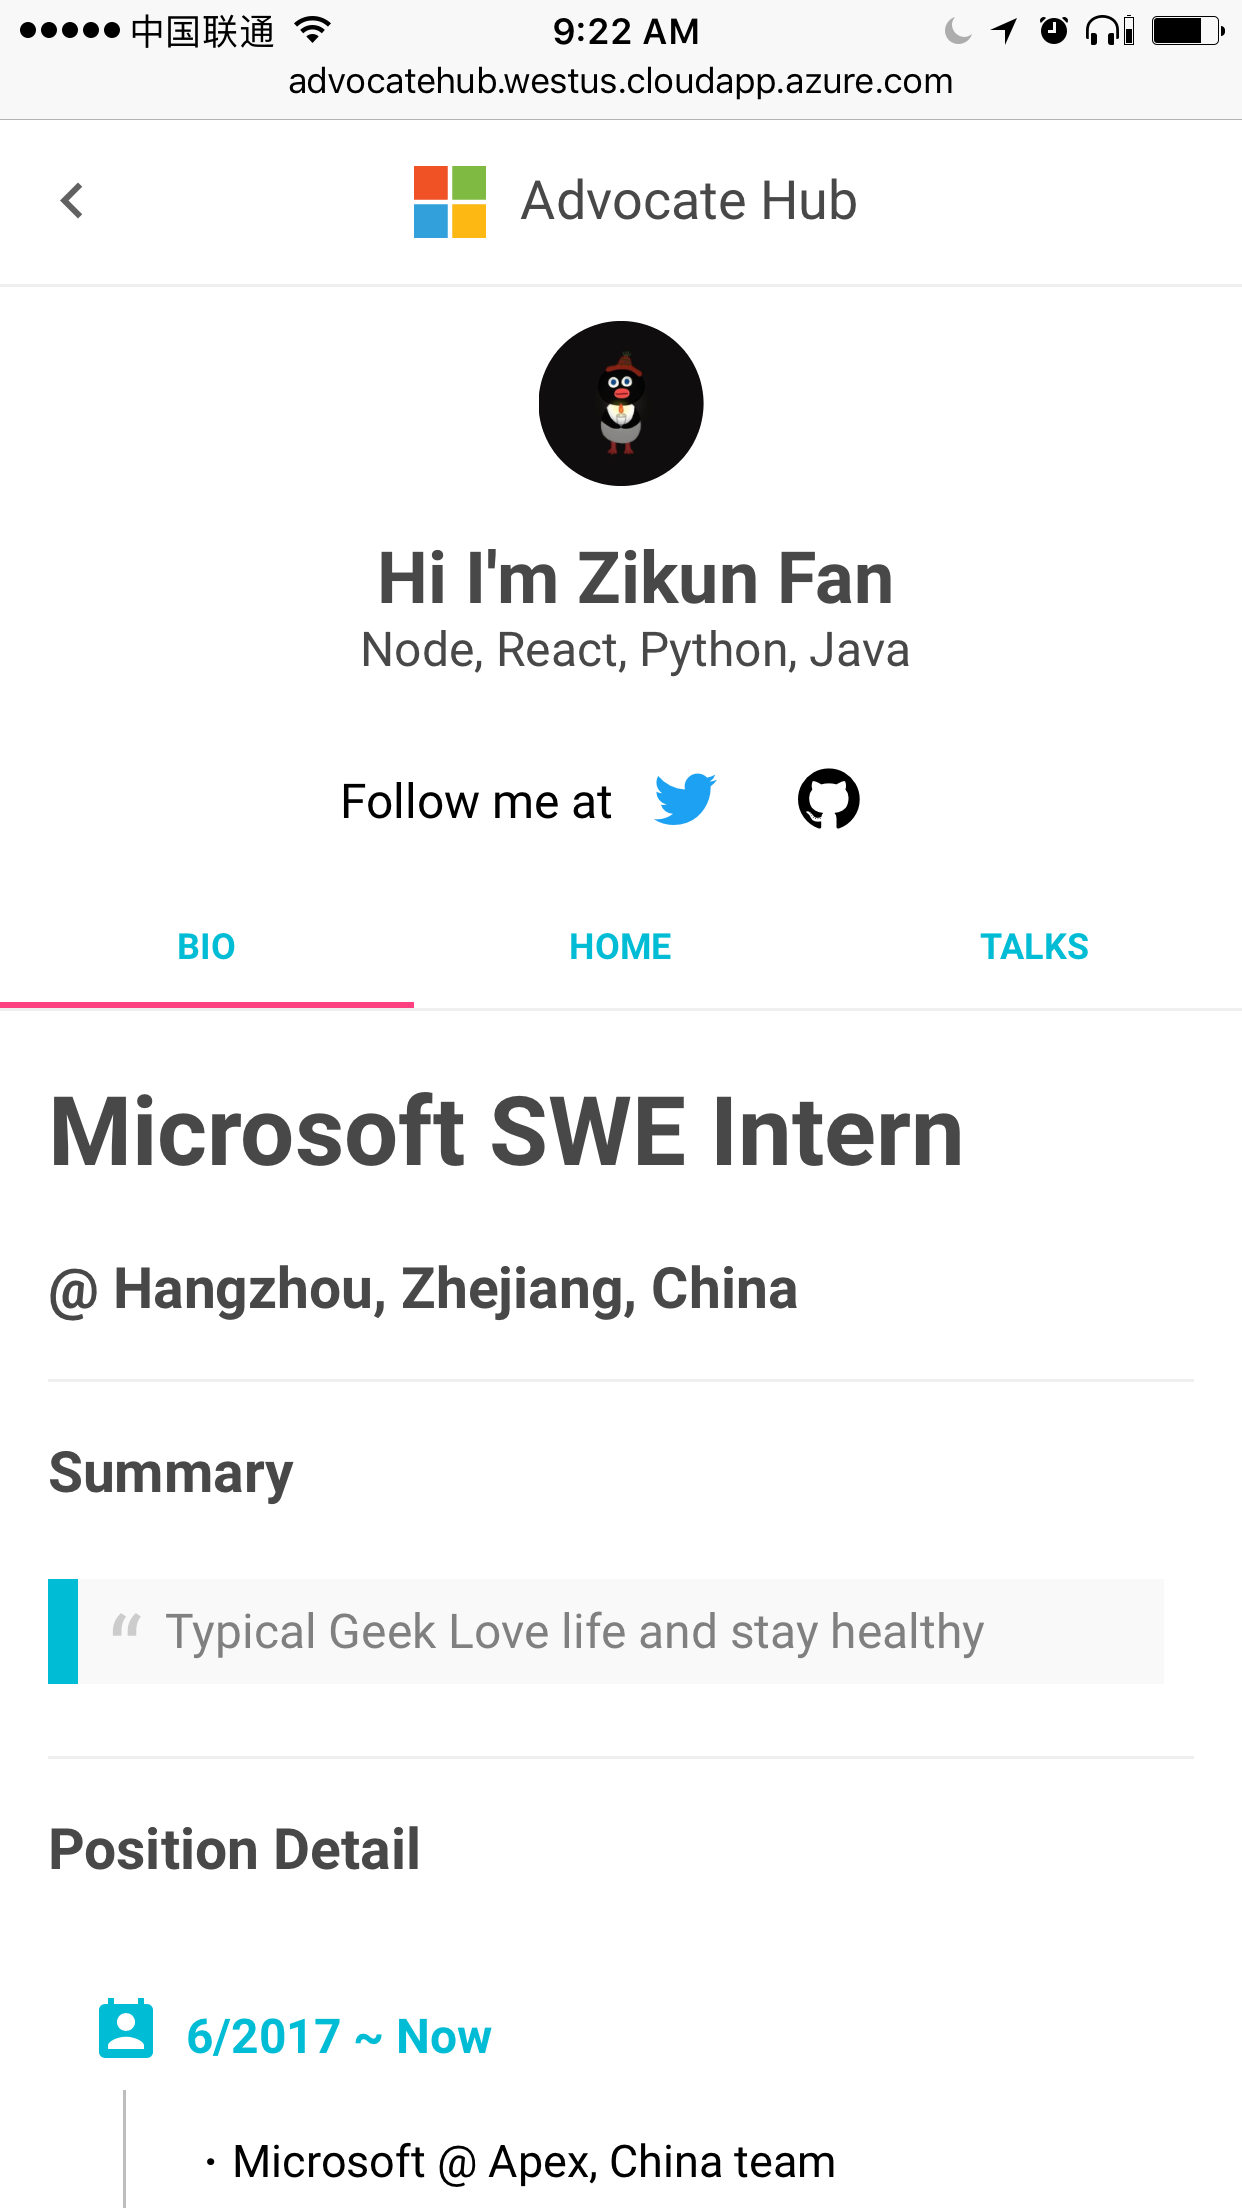 中国联通
9:22 AM
advocatehub.westus.cloudapp.azure.com
Advocate Hub
Hi I'm Zikun Fan
Node, React, Python, Java
Follow me at
BIO HOME TALKS
Microsoft SWE Intern
@ Hangzhou, Zhejiang, China
Summary
“ Typical Geek Love life and stay healthy
Position Detail
6/2017 ~ Now
· Microsoft @ Apex, China team